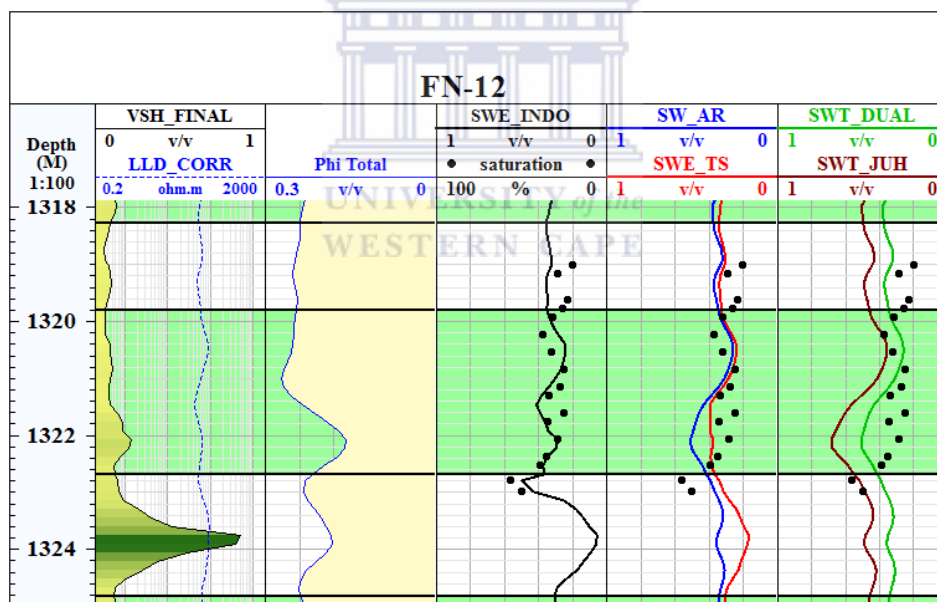 FN-12
VSH_FINAL SWE_INDO SW_AR SWT_DUAL
0 v/v 1 1 v/v 0 1 v/v 0 1 v/v 0
Depth
(M)
1:100
LLD_CORR Phi Total saturation SWE_TS SWT_JUH
0.2 ohm.m 2000 0.3 v/v 0 100 % 0 1 v/v 0 1 v/v 0
UNIVERSITY of the
WESTERN CAPE
1318
1320
1322
1324